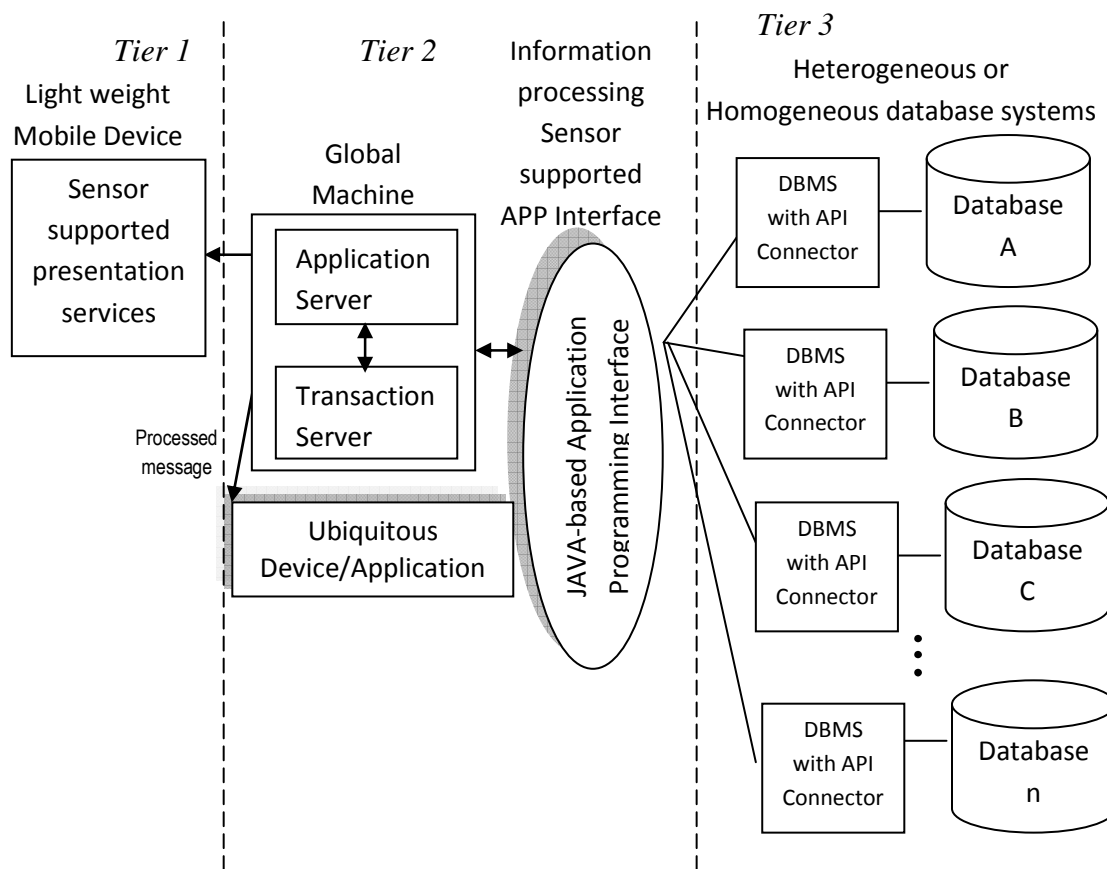 Tier 1
Light weight
Mobile Device
Sensor
supported
presentation
services
Tier 2
Global
Machine
Application
Server
Transaction
Server
Processed
message
Ubiquitous
Device/Application
Information
processing
Sensor
supported
APP Interface
JAVA-based Application
Programming Interface
Tier 3
Heterogeneous or
Homogeneous database systems
DBMS
with API
Connector
Database
A
DBMS
with API
Connector
Database
B
DBMS
with API
Connector
Database
C
DBMS
with API
Connector
Database
n